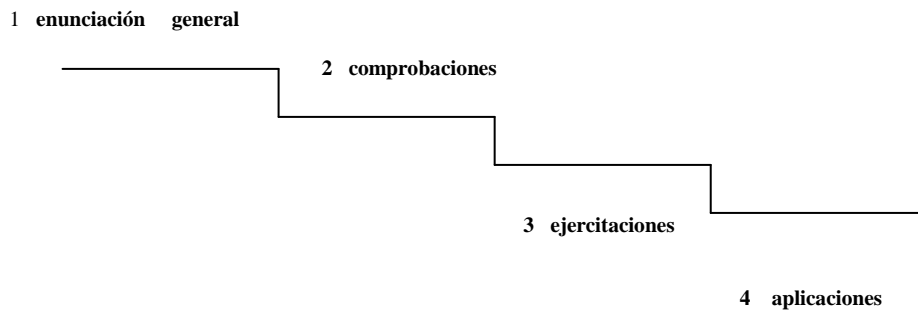 1 enunciación general
2 comprobaciones
3 ejercitaciones
4 aplicaciones